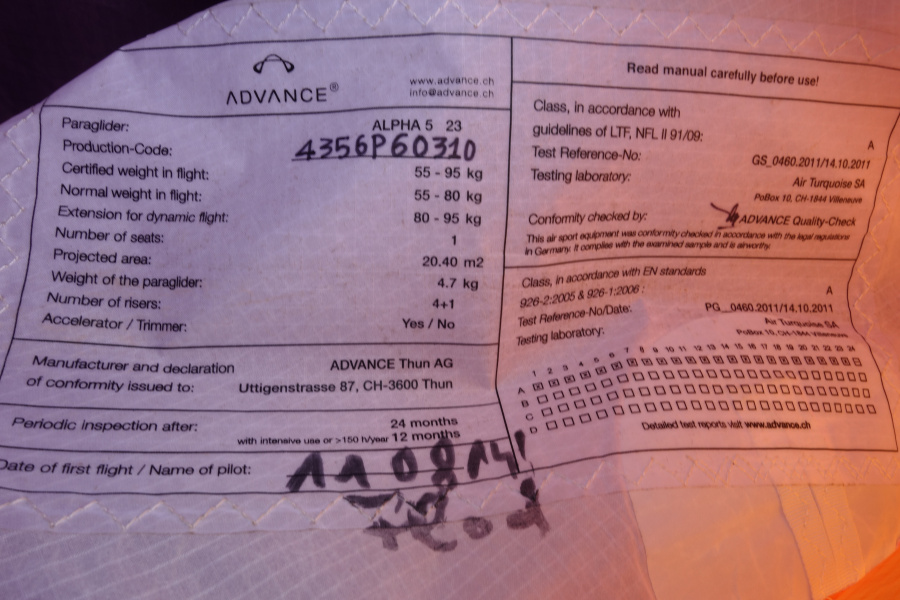 ADVANCE®
www.advance.ch
info@advance.ch
Paraglider: ALPHA 5 23
Production-Code: 4356P60310
Certified weight in flight: 55 - 95 kg
Normal weight in flight: 55 - 80 kg
Extension for dynamic flight: 80 - 95 kg
Number of seats: 1
Projected area: 20.40 m2
Weight of the paraglider: 4.7 kg
Number of risers: 4+1
Accelerator / Trimmer: Yes / No
Manufacturer and declaration
of conformity issued to:
ADVANCE Thun AG
Uttigenstrasse 87, CH-3600 Thun
Periodic inspection after: 24 months
with intensive use or >150 h/year 12 months
Date of first flight / Name of pilot:
Read manual carefully before use!
Class, in accordance with
guidelines of LTF, NFL II 91/09: A
Test Reference-No: GS_0460.2011/14.10.2011
Testing laboratory: Air Turquoise SA
PoBox 10, CH-1844 Villeneuve
Conformity checked by: ADVANCE Quality-Check
This air sport equipment was conformity checked in accordance with the legal regulations
in Germany. It complies with the examined sample and is airworthy.
Class, in accordance with EN standards
926-2:2005 & 926-1:2006 : A
Test Reference-No/Date: PG_0460.2011/14.10.2011
Testing laboratory: Air Turquoise SA
PoBox 10, CH-1844 Villeneuve
1 2 3 4 5 6 7 8 9 10 11 12 13 14 15 16 17 18 19 20 21 22 23 24
A
B
C
D
Detailed test reports visit www.advance.ch